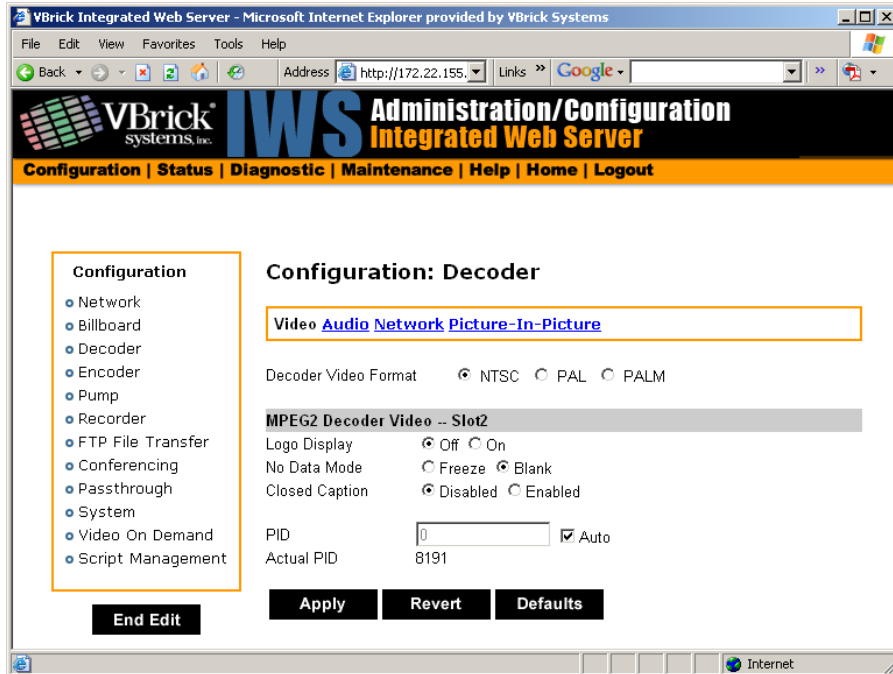 VBrick Integrated Web Server - Microsoft Internet Explorer provided by VBrick Systems
File Edit View Favorites Tools Help
Back Address http://172.22.155. Links » Google »
VBrick systems, inc. IWS Administration/Configuration
Integrated Web Server
Configuration | Status | Diagnostic | Maintenance | Help | Home | Logout
Configuration
Network
Billboard
Decoder
Encoder
Pump
Recorder
FTP File Transfer
Conferencing
Passthrough
System
Video On Demand
Script Management
End Edit
Configuration: Decoder
Video Audio Network Picture-In-Picture
Decoder Video Format NTSC PAL PALM
MPEG2 Decoder Video -- Slot2
Logo Display Off On
No Data Mode Freeze Blank
Closed Caption Disabled Enabled
PID 0 Auto
Actual PID 8191
Apply Revert Defaults
Internet